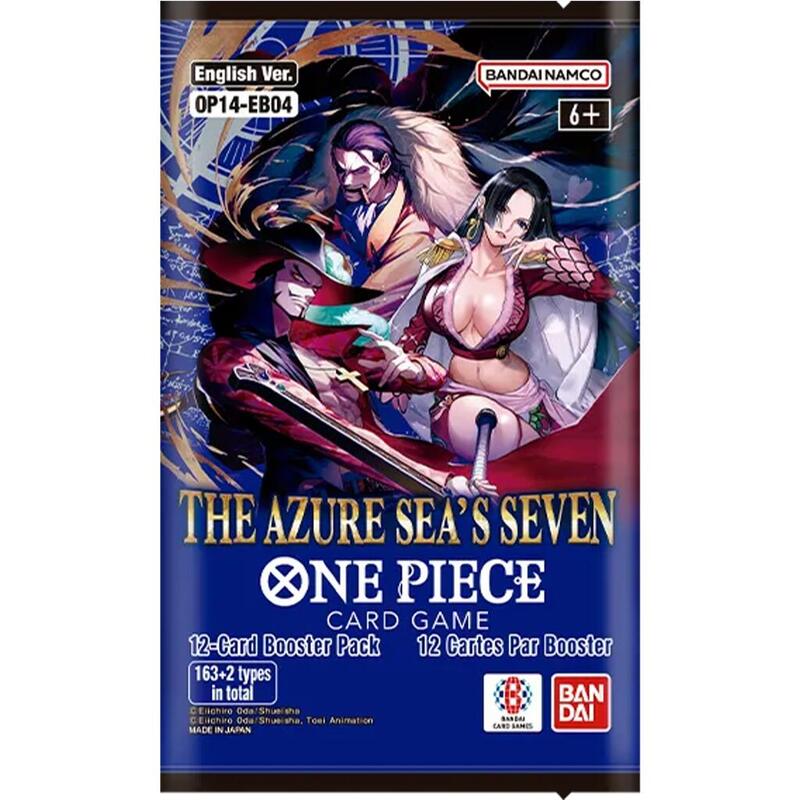 English Ver.
BANDAI NAMCO
OP14-EB04
6+
THE AZURE SEA'S SEVEN
ONE PIECE
CARD GAME
12-Card Booster Pack
12 Cartes Par Booster
163+2 types
in total
©Eiichiro Oda/Shueisha
©Eiichiro Oda/Shueisha, Toei Animation
MADE IN JAPAN
B
BANDAI
CARD GAMES
BAN
DAI